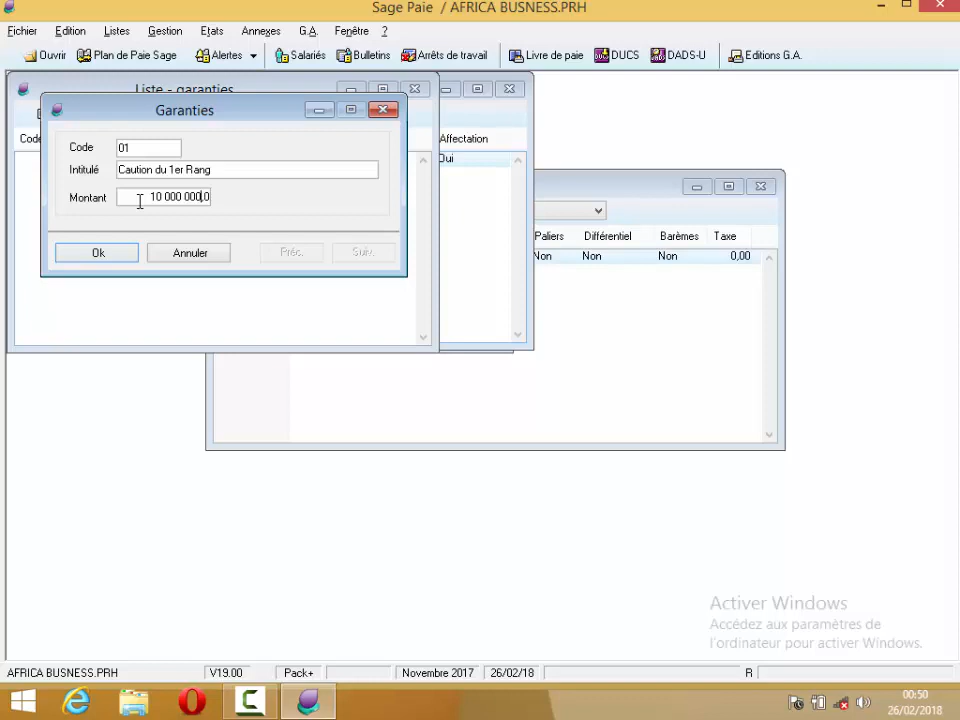 Sage Paie / AFRICA BUSNESS.PRH
Fichier Edition Listes Gestion Etats Annexes G.A. Fenêtre ?
Ouvrir Plan de Paie Sage Alertes Salariés Bulletins Arrêts de travail Livre de paie DUCS DADS-U Editions G.A.
Liste - garanties
Garanties
Code Affectation
Code 01
Oui
Intitulé Caution du 1er Rang
Montant 10 000 000,0
Paliers Différentiel Barèmes Taxe
Ok Annuler Préc. Suiv.
Non Non Non 0,00
Activer Windows
Accédez aux paramètres de
l'ordinateur pour activer Windows.
AFRICA BUSNESS.PRH V19.00 Pack+ Novembre 2017 26/02/18 R
00:50
26/02/2018